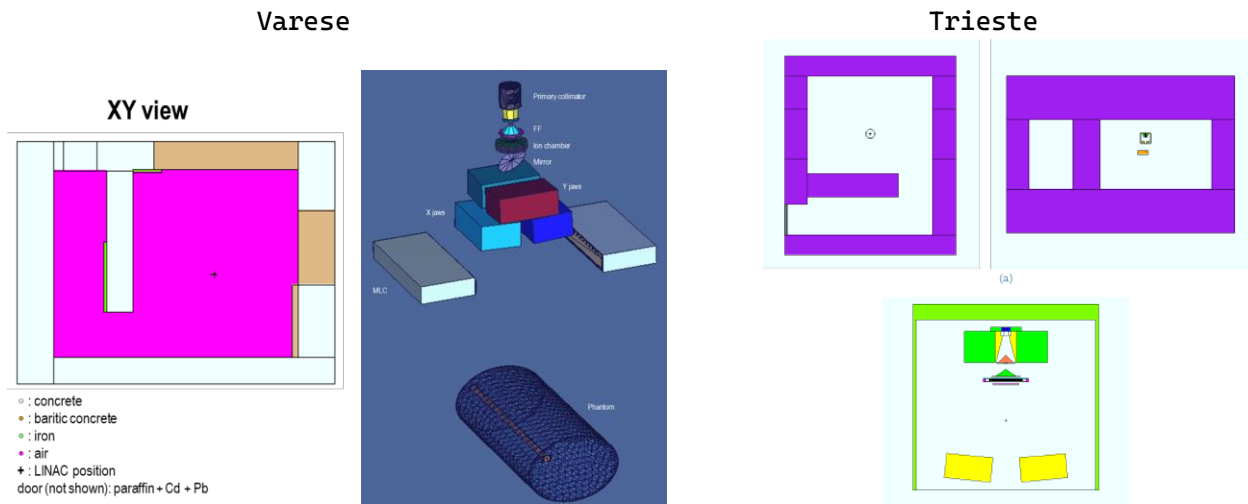 Varese
Trieste
XY view
Primary collimator
FF
Ion chamber
Mirror
Y jaws
X jaws
MLC
Phantom
: concrete
: baritic concrete
: iron
: air
+ : LINAC position
door (not shown): paraffin + Cd + Pb
(a)